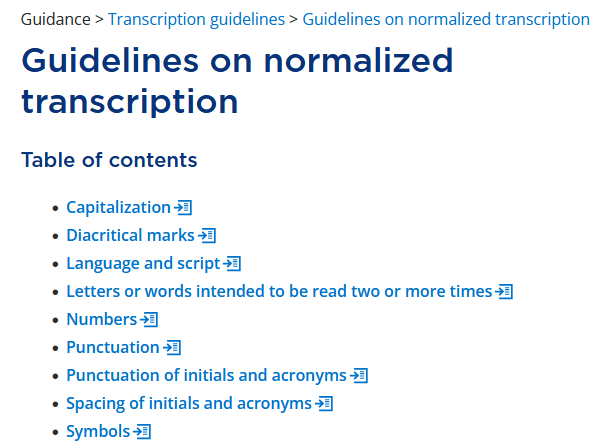 Guidance > Transcription guidelines > Guidelines on normalized transcription
Guidelines on normalized
transcription
Table of contents
Capitalization
Diacritical marks
Language and script
Letters or words intended to be read two or more times
Numbers
Punctuation
Punctuation of initials and acronyms
Spacing of initials and acronyms
Symbols